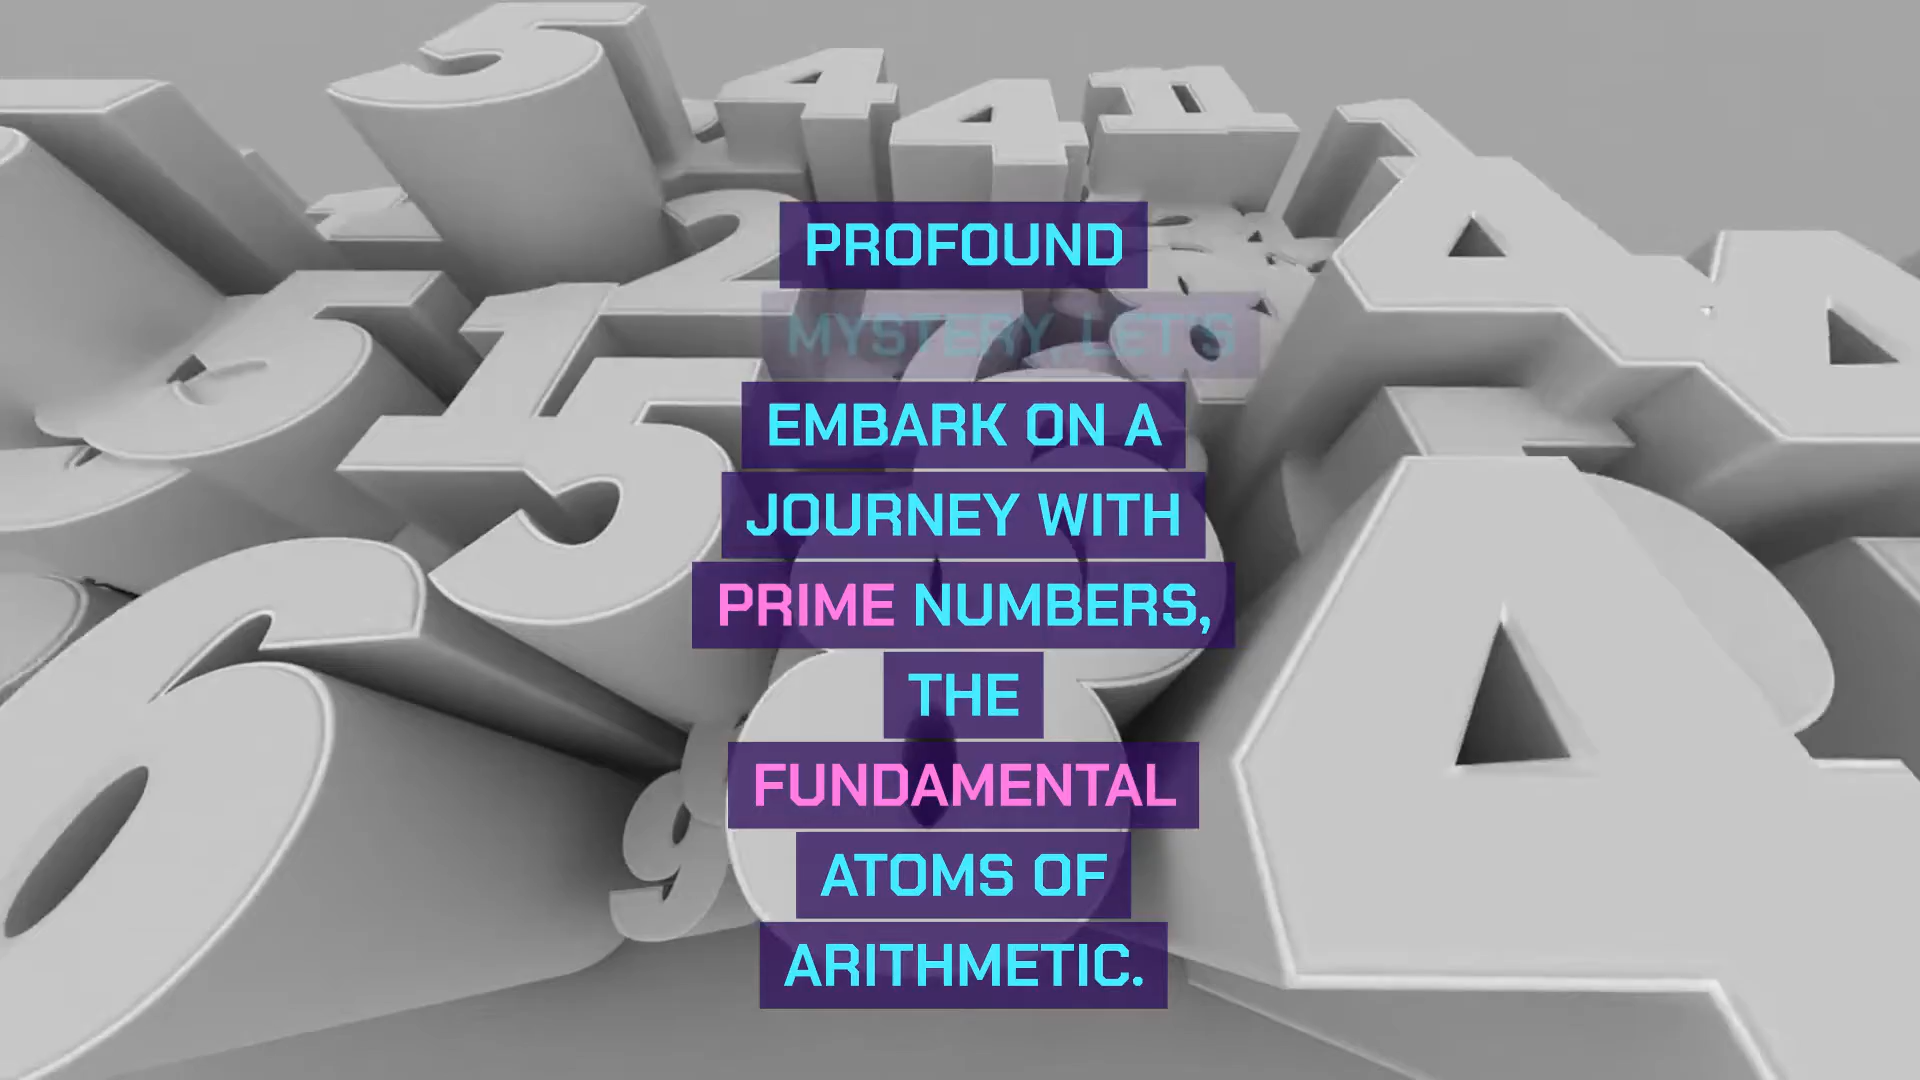 PROFOUND
MYSTERY, LET'S
EMBARK ON A
JOURNEY WITH
PRIME NUMBERS,
THE
FUNDAMENTAL
ATOMS OF
ARITHMETIC.